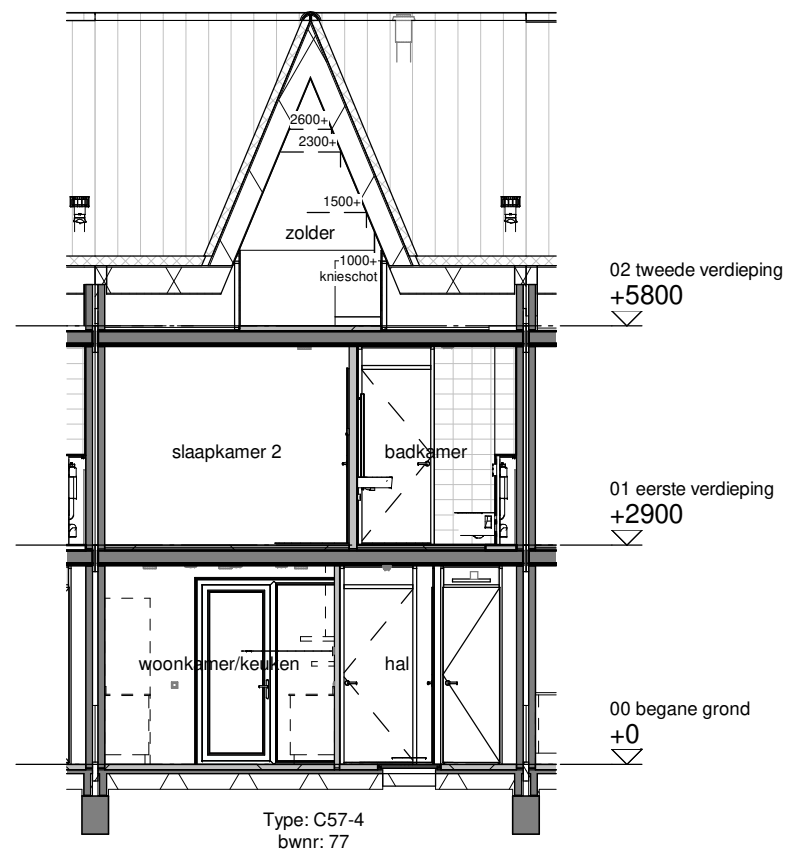 2600+
2300+
1500+
zolder
1000+
knieschot
02 tweede verdieping
+5800
slaapkamer 2
badkamer
01 eerste verdieping
+2900
woonkamer/keuken
hal
00 begane grond
+0
Type: C57-4
bwnr: 77